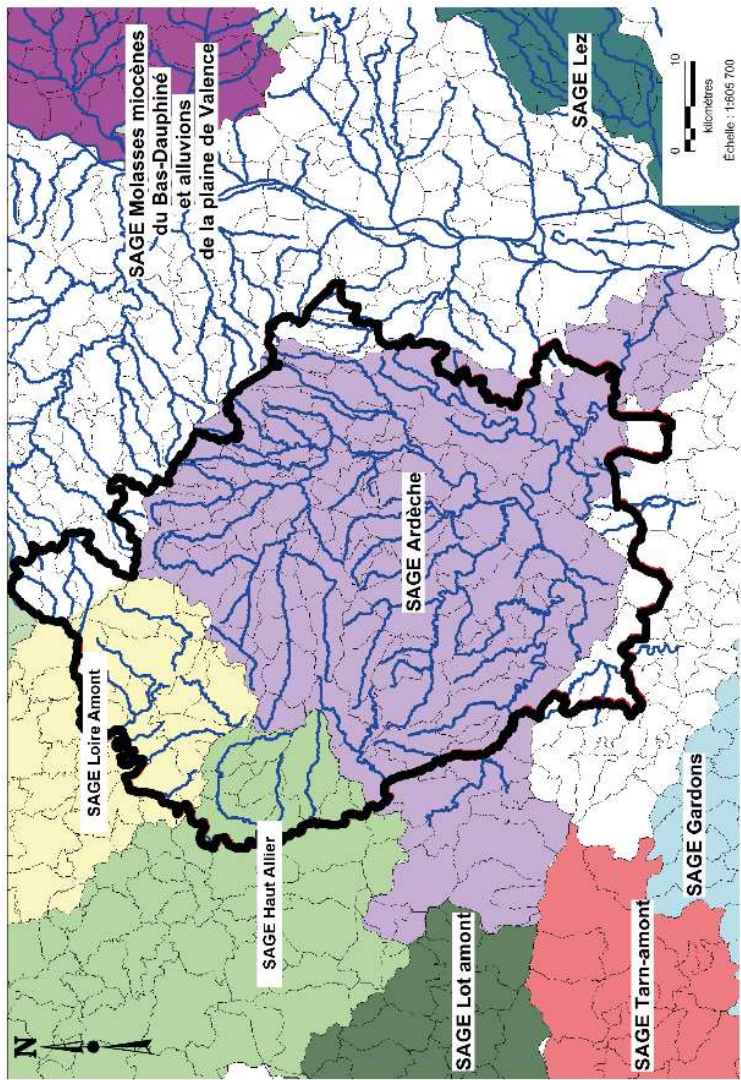 SAGE Molasses miocènes
du Bas-Dauphiné
et alluvions
de la plaine de Valence
SAGE Loire Amont
SAGE Ardèche
SAGE Haut Allier
SAGE Lez
SAGE Lot amont
SAGE Tarn-amont
SAGE Gardons
N
0 10
kilomètres
Échelle : 1:605 700